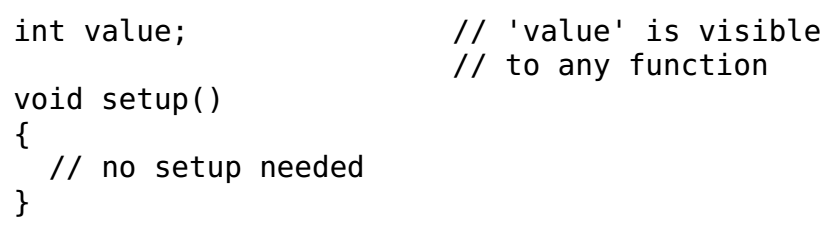 int value;               // 'value' is visible
                         // to any function
void setup()
{
  // no setup needed
}